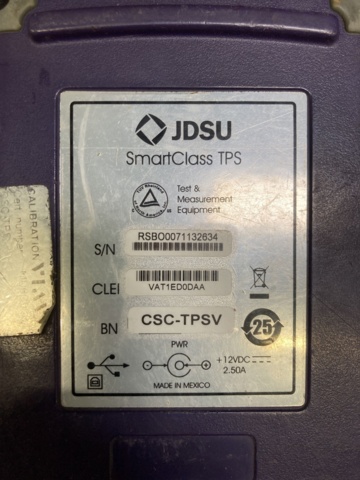 JDSU
SmartClass TPS
Test &
Measurement
Equipment
S/N
RSBO0071132634
CLEI
VAT1ED0DAA
BN
CSC-TPSV
25
PWR
+12VDC
2.50A
MADE IN MEXICO
CALIBRATION